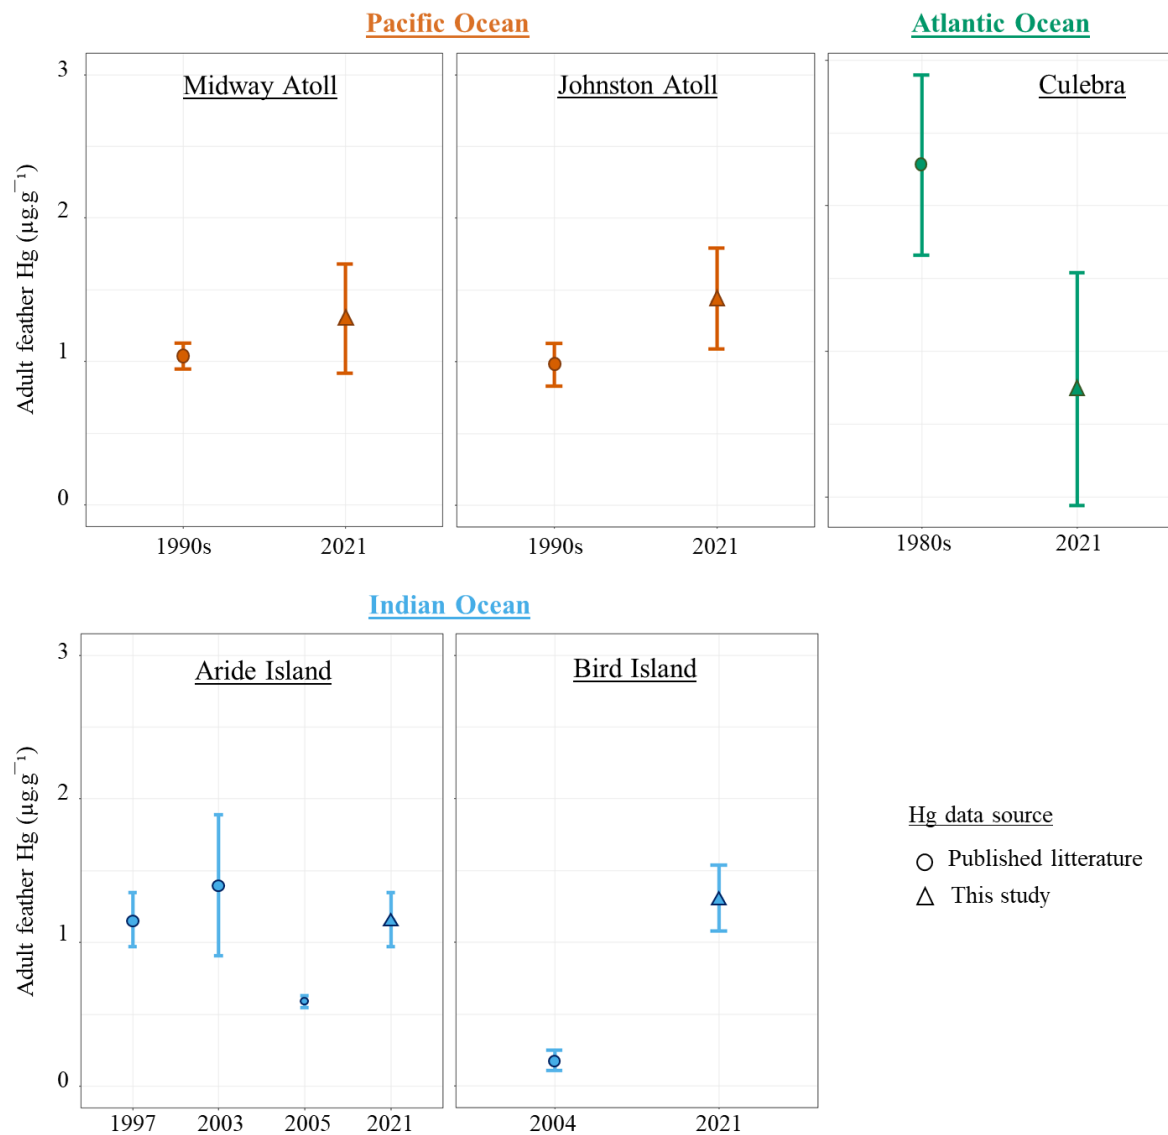 Pacific Ocean
Atlantic Ocean
Midway Atoll
Johnston Atoll
Culebra
Adult feather Hg (µg.g⁻¹)
3
2
1
0
1990s
2021
1990s
2021
1980s
2021
Indian Ocean
Aride Island
Bird Island
Adult feather Hg (µg.g⁻¹)
3
2
1
0
1997
2003
2005
2021
2004
2021
Hg data source
Published litterature
This study